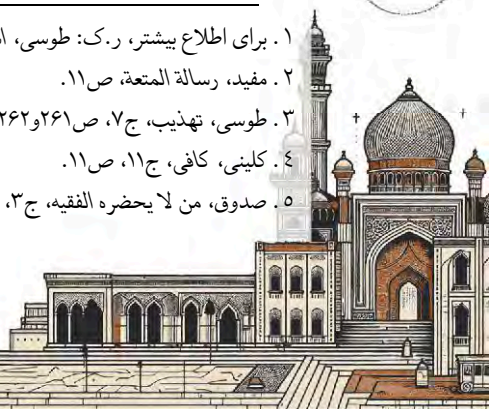 ۱. برای اطلاع بیشتر، ر.ک: طوسی،
۲. مفید، رسالة المتعة، ص۱۱.
۳. طوسی، تهذیب، ج۷، ص۲۶۱و۲۶۲
٤. کلینی، کافی، ج۱۱، ص۱۱.
٥. صدوق، من لا یحضره الفقیه، ج۳،